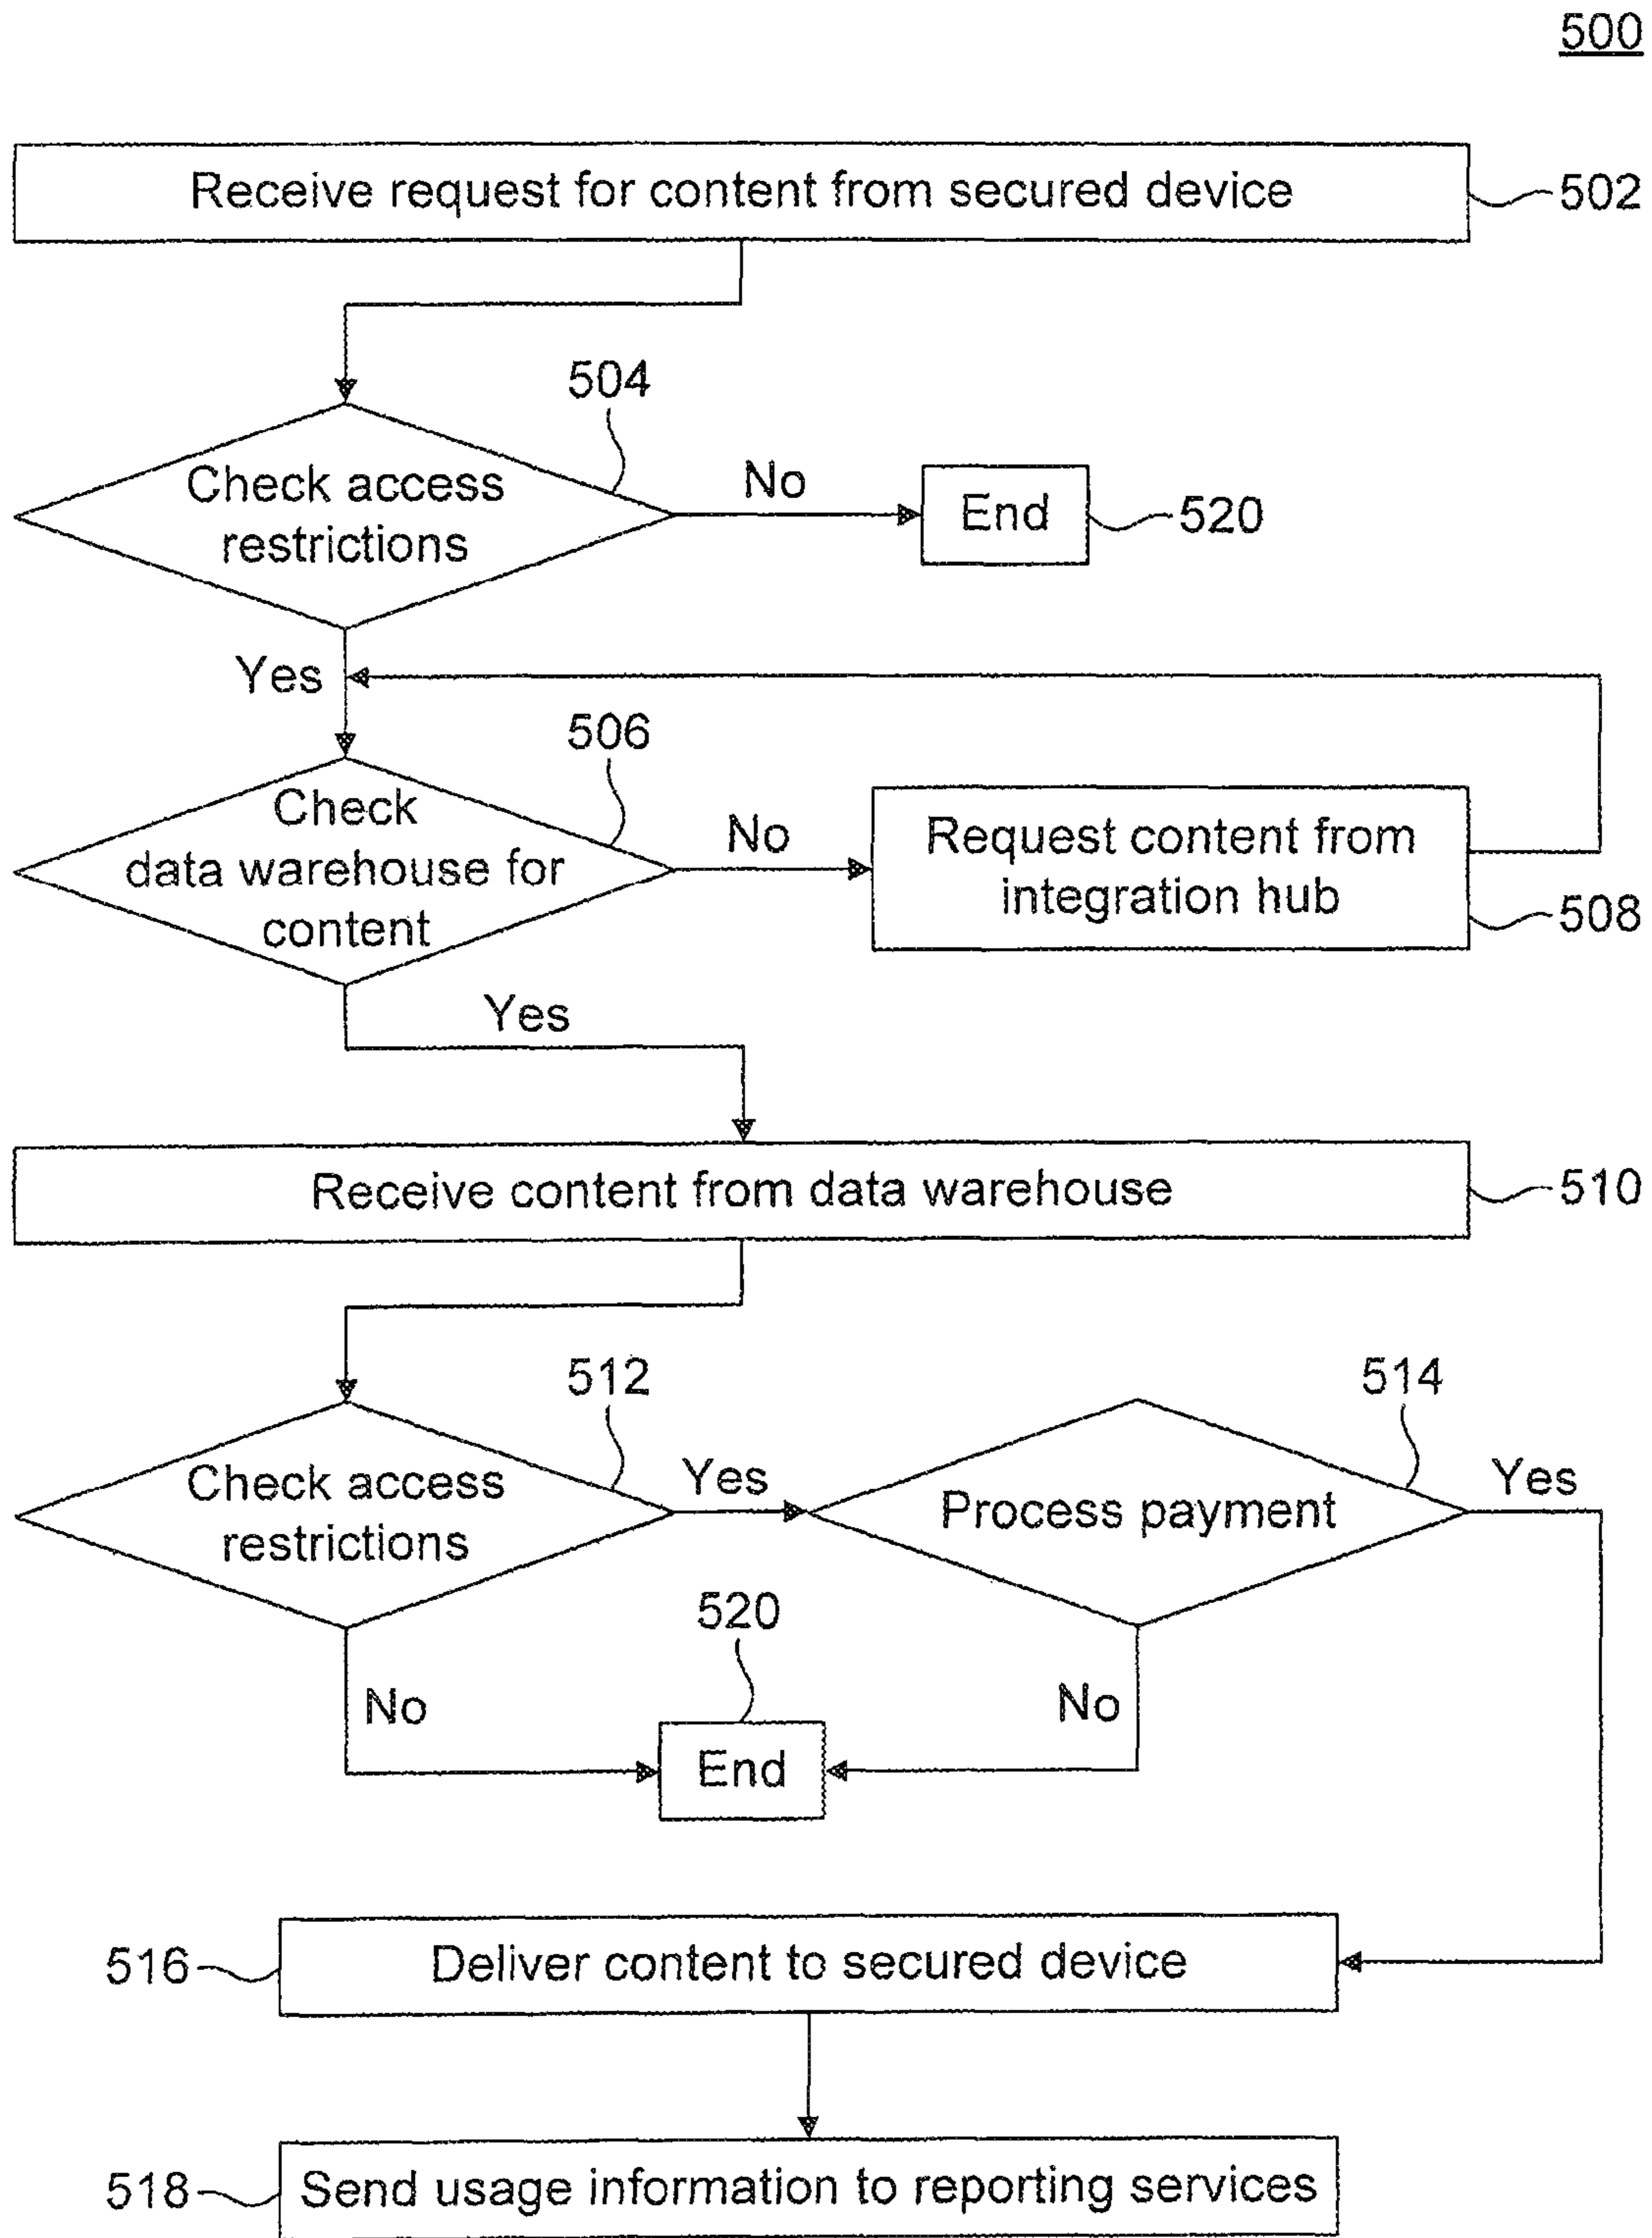 500
Receive request for content from secured device
502
504
Check access
restrictions
No
End
520
Yes
506
Check
data warehouse for
content
No
Request content from
integration hub
508
Yes
Receive content from data warehouse
510
512
Check access
restrictions
Yes
514
Process payment
Yes
No
520
End
No
516
Deliver content to secured device
518
Send usage information to reporting services